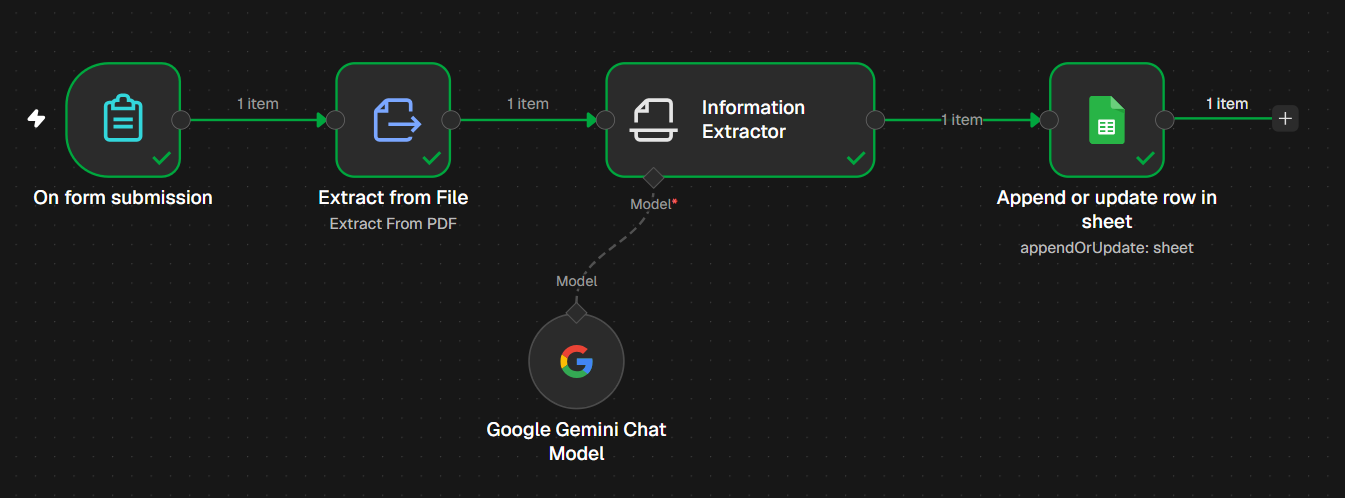 1 item
1 item
Information
Extractor
1 item
1 item
On form submission
Extract from File
Extract From PDF
Model*
Append or update row in
sheet
appendOrUpdate: sheet
Model
Google Gemini Chat
Model